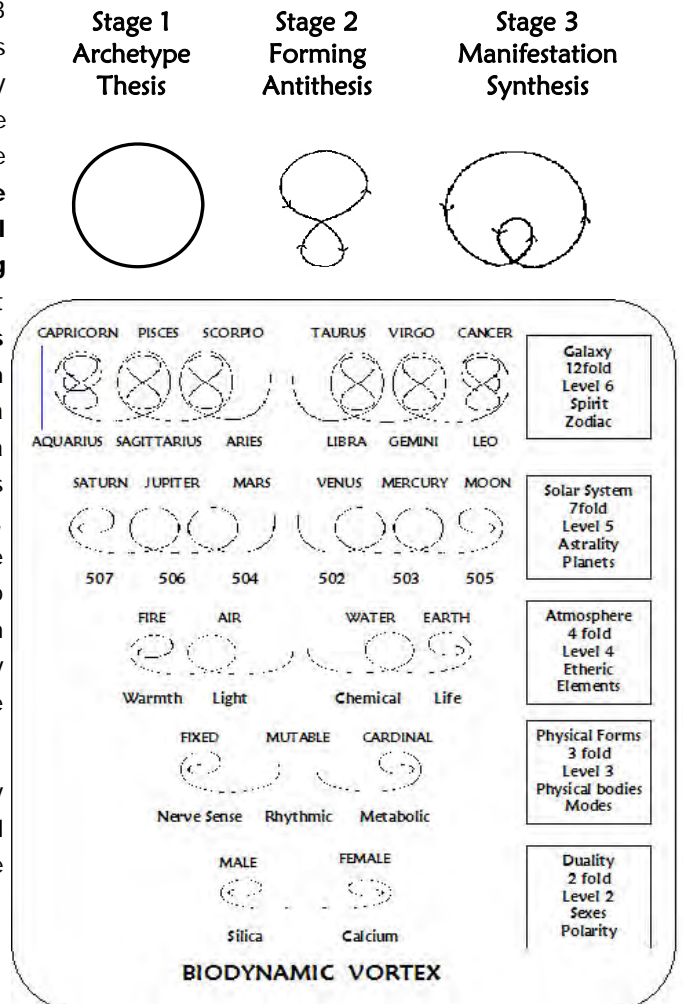 Stage 1 Stage 2 Stage 3
Archetype Forming Manifestation
Thesis Antithesis Synthesis
CAPRICORN PISCES SCORPIO TAURUS VIRGO CANCER
AQUARIUS SAGITTARIUS ARIES LIBRA GEMINI LEO
Galaxy
12fold
Level 6
Spirit
Zodiac
SATURN JUPITER MARS VENUS MERCURY MOON
507 506 504 502 503 505
Solar System
7fold
Level 5
Astrality
Planets
FIRE AIR WATER EARTH
Warmth Light Chemical Life
Atmosphere
4 fold
Level 4
Etheric
Elements
FIXED MUTABLE CARDINAL
Nerve Sense Rhythmic Metabolic
Physical Forms
3 fold
Level 3
Physical bodies
Modes
MALE FEMALE
Silica Calcium
Duality
2 fold
Level 2
Sexes
Polarity
BIODYNAMIC VORTEX